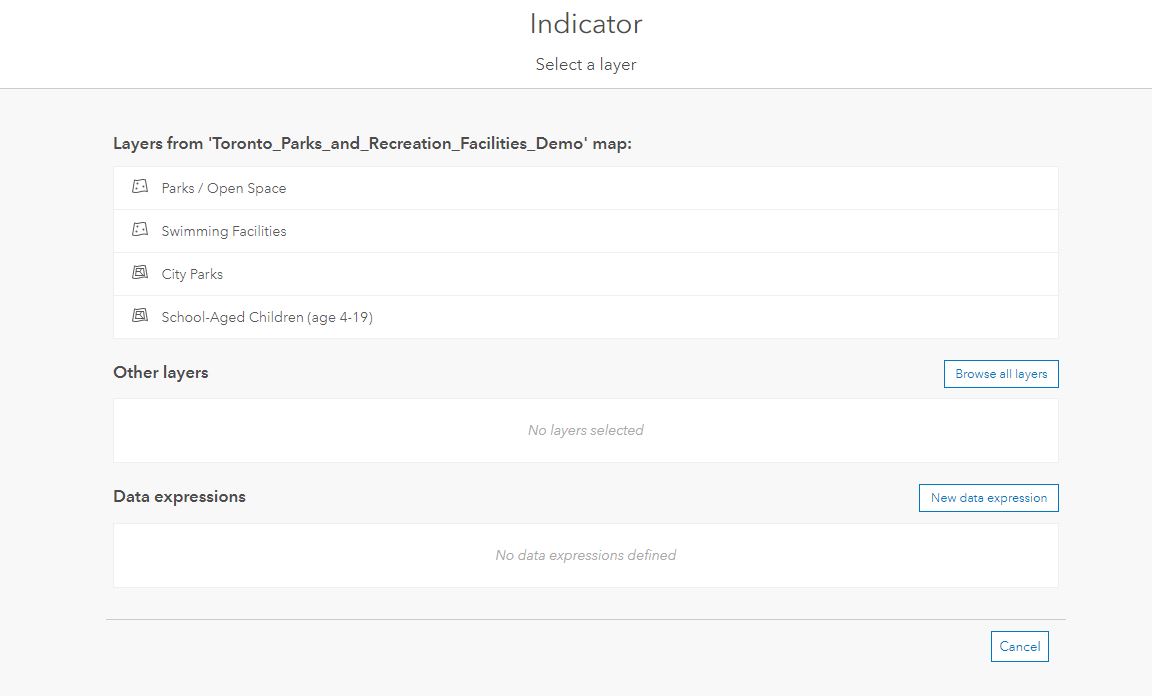 Indicator
Select a layer
Layers from 'Toronto_Parks_and_Recreation_Facilities_Demo' map:
Parks / Open Space
Swimming Facilities
City Parks
School-Aged Children (age 4-19)
Other layers
Browse all layers
No layers selected
Data expressions
New data expression
No data expressions defined
Cancel